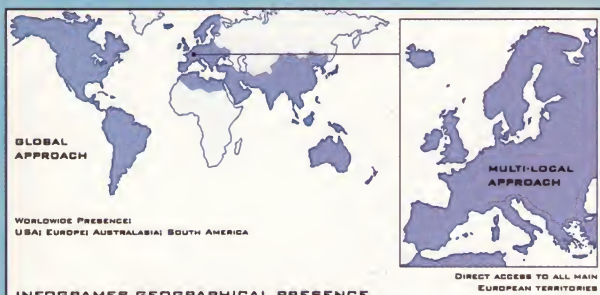 GLOBAL
APPROACH
MULTI-LOCAL
APPROACH
WORLDWIDE PRESENCE:
USA; EUROPE; AUSTRALASIA; SOUTH AMERICA
DIRECT ACCESS TO ALL MAIN
EUROPEAN TERRITORIES
INFOGRAMES GEOGRAPHICAL PRESENCE